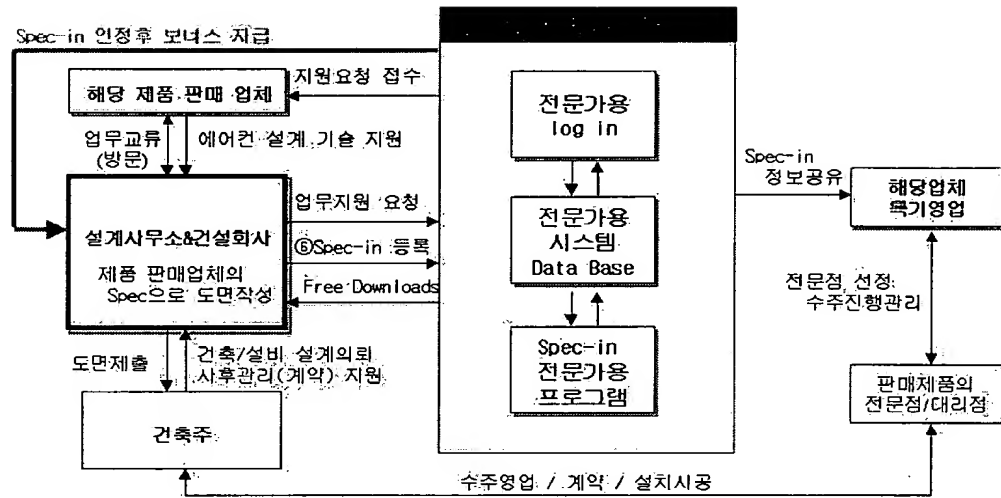 Spec-in 인정후 보너스 지급
해당 제품 판매 업체
지원요청 접수
업무교류
(방문)
에어컨 설계 기술 지원
설계사무소&건설회사
제품 판매업체의
Spec으로 도면작성
업무지원 요청
⑥Spec-in 등록
Free Downloads
도면제출
건축/설비 설계의뢰
사후관리(계약) 지원
건축주
전문가용
log in
전문가용
시스템
Data Base
Spec-in
전문가용
프로그램
Spec-in
정보공유
해당업체
특기영업
전문점, 선정:
수주진행관리
판매제품의
전문점/대리점
수주영업 / 계약 / 설치시공